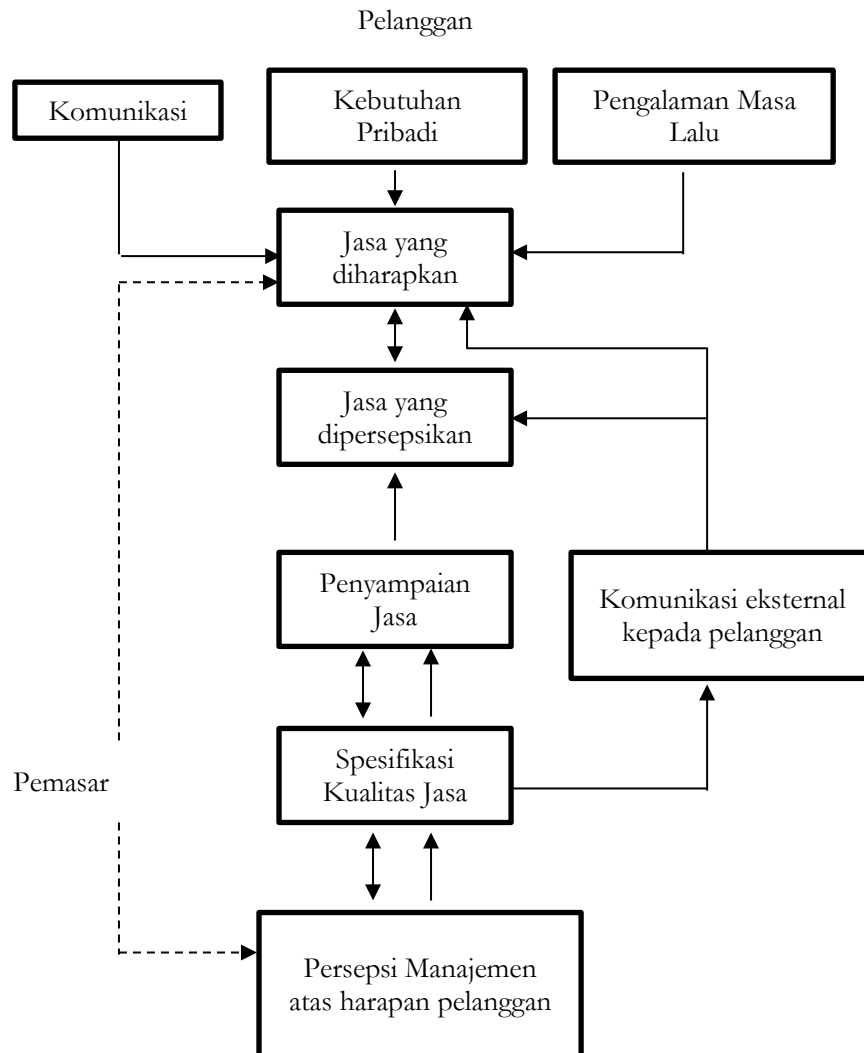 Pelanggan
Komunikasi
Kebutuhan
Pribadi
Pengalaman Masa
Lalu
Jasa yang
diharapkan
Jasa yang
dipersepsikan
Penyampaian
Jasa
Komunikasi eksternal
kepada pelanggan
Spesifikasi
Kualitas Jasa
Pemasar
Persepsi Manajemen
atas harapan pelanggan